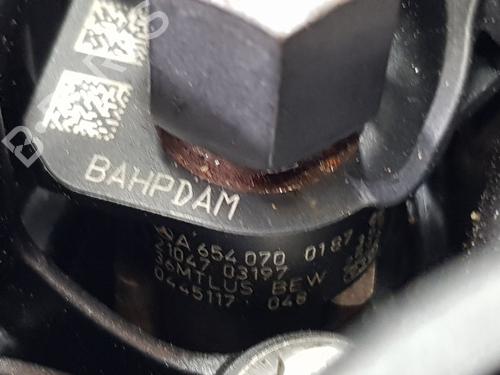 BAHPDAM
A 654 070 0187
21047 03197
36MTLUS BEW
0445117 048